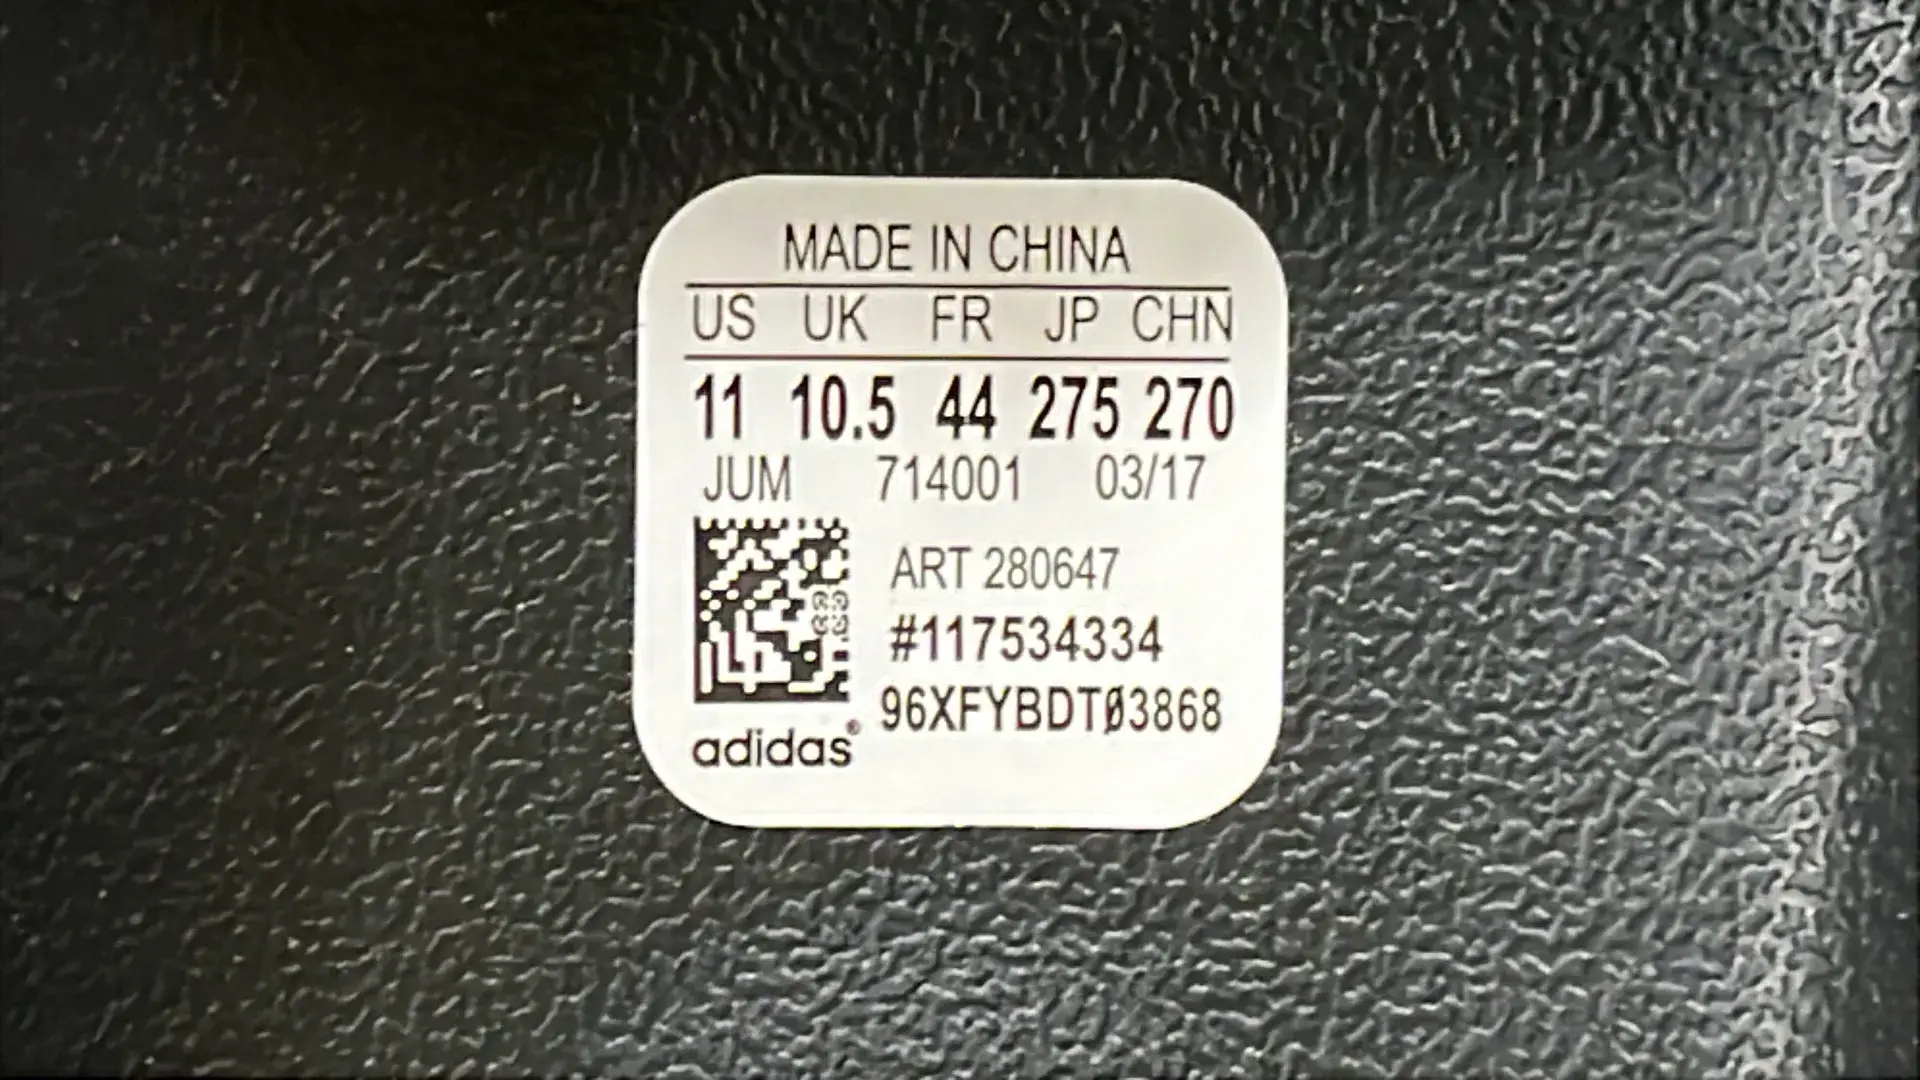 MADE IN CHINA
US UK FR JP CHN
11 10.5 44 275 270
JUM 714001 03/17
ART 280647
#117534334
96XFYBDTØ3868
adidas®